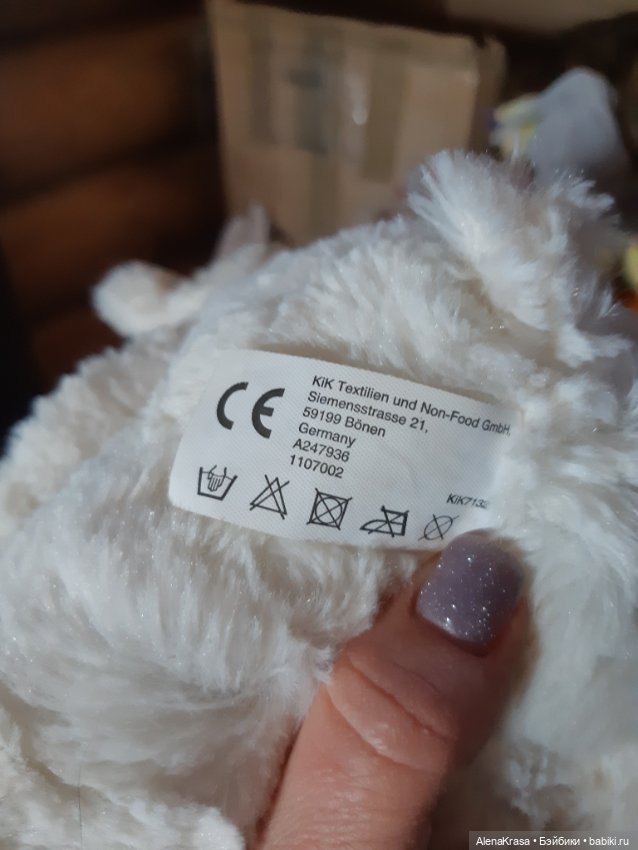 CE
KiK Textilien und Non-Food GmbH,
Siemensstrasse 21,
59199 Bönen
Germany
A247936
1107002
AlenaKrasa • Бэйбики • babiki.ru